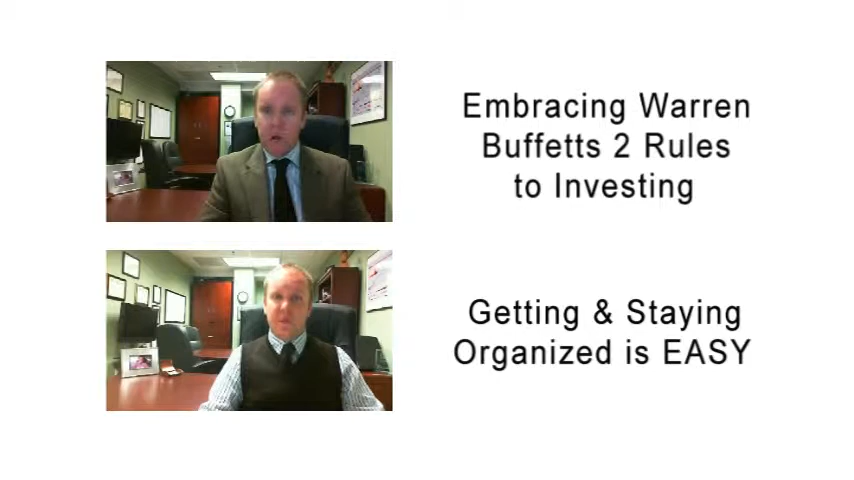 Embracing Warren
Buffetts 2 Rules
to Investing
Getting & Staying
Organized is EASY